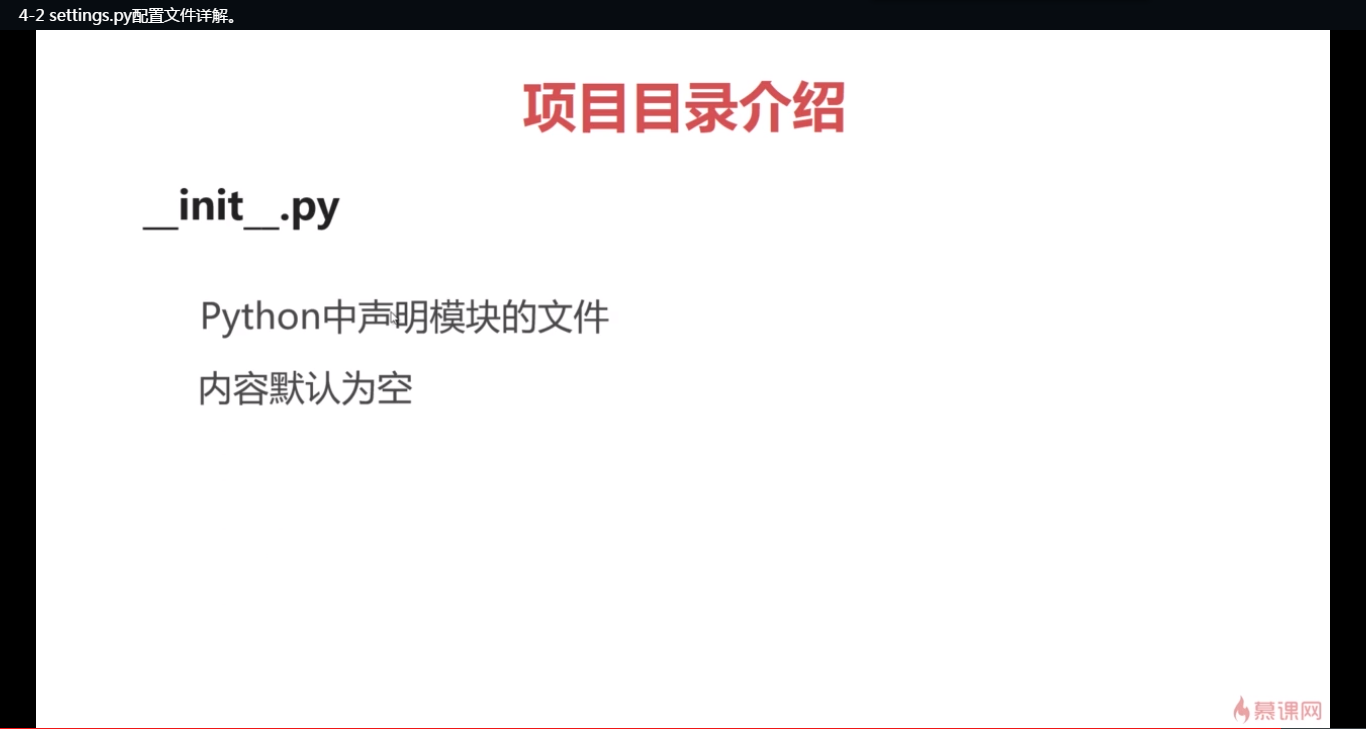 4-2 settings.py配置文件详解。
项目目录介绍
__init__.py
Python中声明模块的文件
内容默认为空
慕课网